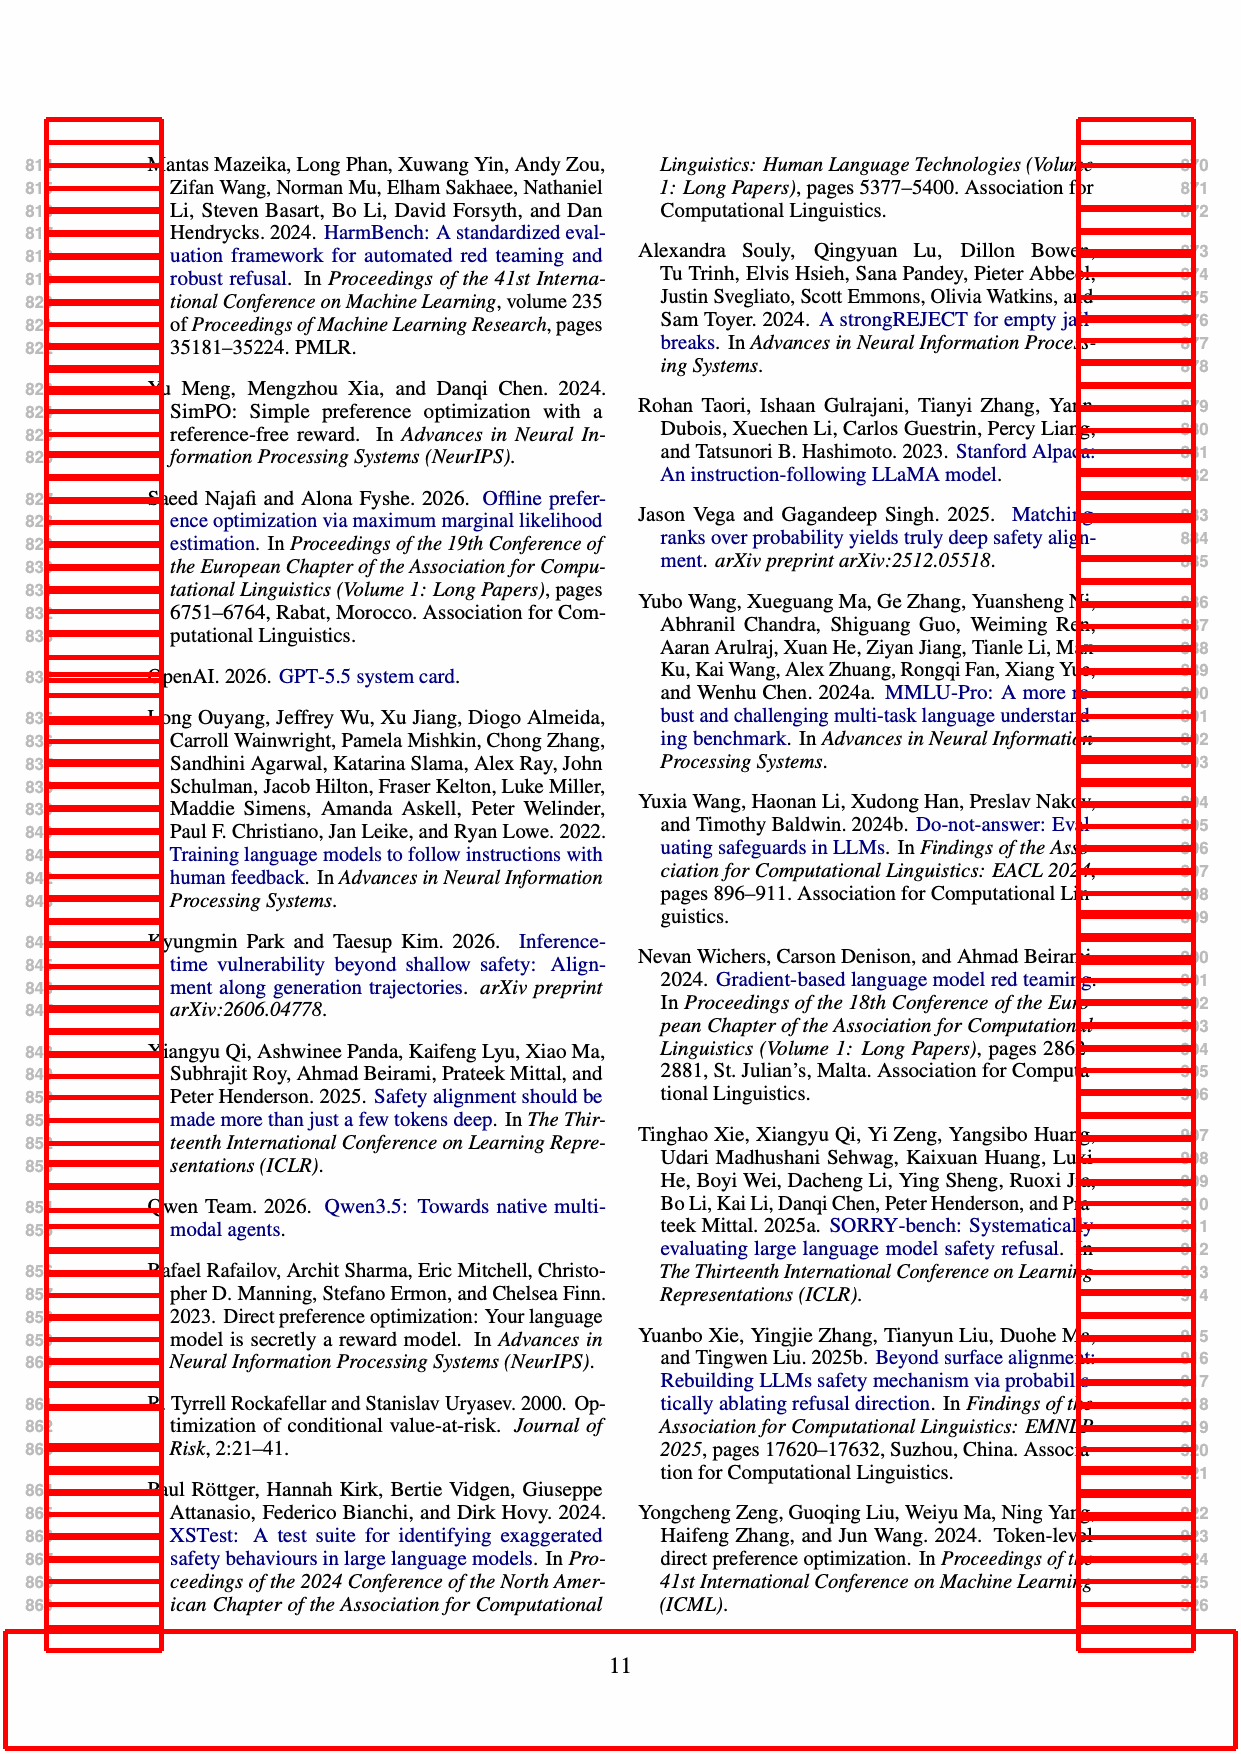 Mantas Mazeika, Long Phan, Xuwang Yin, Andy Zou,
Zifan Wang, Norman Mu, Elham Sakhaee, Nathaniel
Li, Steven Basart, Bo Li, David Forsyth, and Dan
Hendrycks. 2024. HarmBench: A standardized eval-
uation framework for automated red teaming and
robust refusal. In Proceedings of the 41st Interna-
tional Conference on Machine Learning, volume 235
of Proceedings of Machine Learning Research, pages
35181–35224. PMLR.
Yu Meng, Mengzhou Xia, and Danqi Chen. 2024.
SimPO: Simple preference optimization with a
reference-free reward. In Advances in Neural In-
formation Processing Systems (NeurIPS).
Saeed Najafi and Alona Fyshe. 2026. Offline prefer-
ence optimization via maximum marginal likelihood
estimation. In Proceedings of the 19th Conference of
the European Chapter of the Association for Compu-
tational Linguistics (Volume 1: Long Papers), pages
6751–6764, Rabat, Morocco. Association for Com-
putational Linguistics.
OpenAI. 2026. GPT-5.5 system card.
Long Ouyang, Jeffrey Wu, Xu Jiang, Diogo Almeida,
Carroll Wainwright, Pamela Mishkin, Chong Zhang,
Sandhini Agarwal, Katarina Slama, Alex Ray, John
Schulman, Jacob Hilton, Fraser Kelton, Luke Miller,
Maddie Simens, Amanda Askell, Peter Welinder,
Paul F. Christiano, Jan Leike, and Ryan Lowe. 2022.
Training language models to follow instructions with
human feedback. In Advances in Neural Information
Processing Systems.
Kyungmin Park and Taesup Kim. 2026. Inference-
time vulnerability beyond shallow safety: Align-
ment along generation trajectories. arXiv preprint
arXiv:2606.04778.
Xiangyu Qi, Ashwinee Panda, Kaifeng Lyu, Xiao Ma,
Subhrajit Roy, Ahmad Beirami, Prateek Mittal, and
Peter Henderson. 2025. Safety alignment should be
made more than just a few tokens deep. In The Thir-
teenth International Conference on Learning Repre-
sentations (ICLR).
Qwen Team. 2026. Qwen3.5: Towards native multi-
modal agents.
Rafael Rafailov, Archit Sharma, Eric Mitchell, Christo-
pher D. Manning, Stefano Ermon, and Chelsea Finn.
2023. Direct preference optimization: Your language
model is secretly a reward model. In Advances in
Neural Information Processing Systems (NeurIPS).
R. Tyrrell Rockafellar and Stanislav Uryasev. 2000. Op-
timization of conditional value-at-risk. Journal of
Risk, 2:21–41.
Paul Röttger, Hannah Kirk, Bertie Vidgen, Giuseppe
Attanasio, Federico Bianchi, and Dirk Hovy. 2024.
XSTest: A test suite for identifying exaggerated
safety behaviours in large language models. In Pro-
ceedings of the 2024 Conference of the North Amer-
ican Chapter of the Association for Computational
Linguistics: Human Language Technologies (Volume
1: Long Papers), pages 5377–5400. Association for
Computational Linguistics.
Alexandra Souly, Qingyuan Lu, Dillon Bowen,
Tu Trinh, Elvis Hsieh, Sana Pandey, Pieter Abbeel,
Justin Svegliato, Scott Emmons, Olivia Watkins, and
Sam Toyer. 2024. A strongREJECT for empty jail-
breaks. In Advances in Neural Information Process-
ing Systems.
Rohan Taori, Ishaan Gulrajani, Tianyi Zhang, Yann
Dubois, Xuechen Li, Carlos Guestrin, Percy Liang,
and Tatsunori B. Hashimoto. 2023. Stanford Alpaca:
An instruction-following LLaMA model.
Jason Vega and Gagandeep Singh. 2025. Matching
ranks over probability yields truly deep safety align-
ment. arXiv preprint arXiv:2512.05518.
Yubo Wang, Xueguang Ma, Ge Zhang, Yuansheng Ni,
Abhranil Chandra, Shiguang Guo, Weiming Ren,
Aaran Arulraj, Xuan He, Ziyan Jiang, Tianle Li, Max
Ku, Kai Wang, Alex Zhuang, Rongqi Fan, Xiang Yue,
and Wenhu Chen. 2024a. MMLU-Pro: A more ro-
bust and challenging multi-task language understand-
ing benchmark. In Advances in Neural Information
Processing Systems.
Yuxia Wang, Haonan Li, Xudong Han, Preslav Nakov,
and Timothy Baldwin. 2024b. Do-not-answer: Eval-
uating safeguards in LLMs. In Findings of the Asso-
ciation for Computational Linguistics: EACL 2024,
pages 896–911. Association for Computational Lin-
guistics.
Nevan Wichers, Carson Denison, and Ahmad Beirami.
2024. Gradient-based language model red teaming.
In Proceedings of the 18th Conference of the Euro-
pean Chapter of the Association for Computational
Linguistics (Volume 1: Long Papers), pages 2862–
2881, St. Julian's, Malta. Association for Computa-
tional Linguistics.
Tinghao Xie, Xiangyu Qi, Yi Zeng, Yangsibo Huang,
Udari Madhushani Sehwag, Kaixuan Huang, Luxi
He, Boyi Wei, Dacheng Li, Ying Sheng, Ruoxi Jia,
Bo Li, Kai Li, Danqi Chen, Peter Henderson, and Pra-
teek Mittal. 2025a. SORRY-bench: Systematically
evaluating large language model safety refusal. In
The Thirteenth International Conference on Learning
Representations (ICLR).
Yuanbo Xie, Yingjie Zhang, Tianyun Liu, Duohe Ma,
and Tingwen Liu. 2025b. Beyond surface alignment:
Rebuilding LLMs safety mechanism via probabilis-
tically ablating refusal direction. In Findings of the
Association for Computational Linguistics: EMNLP
2025, pages 17620–17632, Suzhou, China. Associa-
tion for Computational Linguistics.
Yongcheng Zeng, Guoqing Liu, Weiyu Ma, Ning Yang,
Haifeng Zhang, and Jun Wang. 2024. Token-level
direct preference optimization. In Proceedings of the
41st International Conference on Machine Learning
(ICML).
11